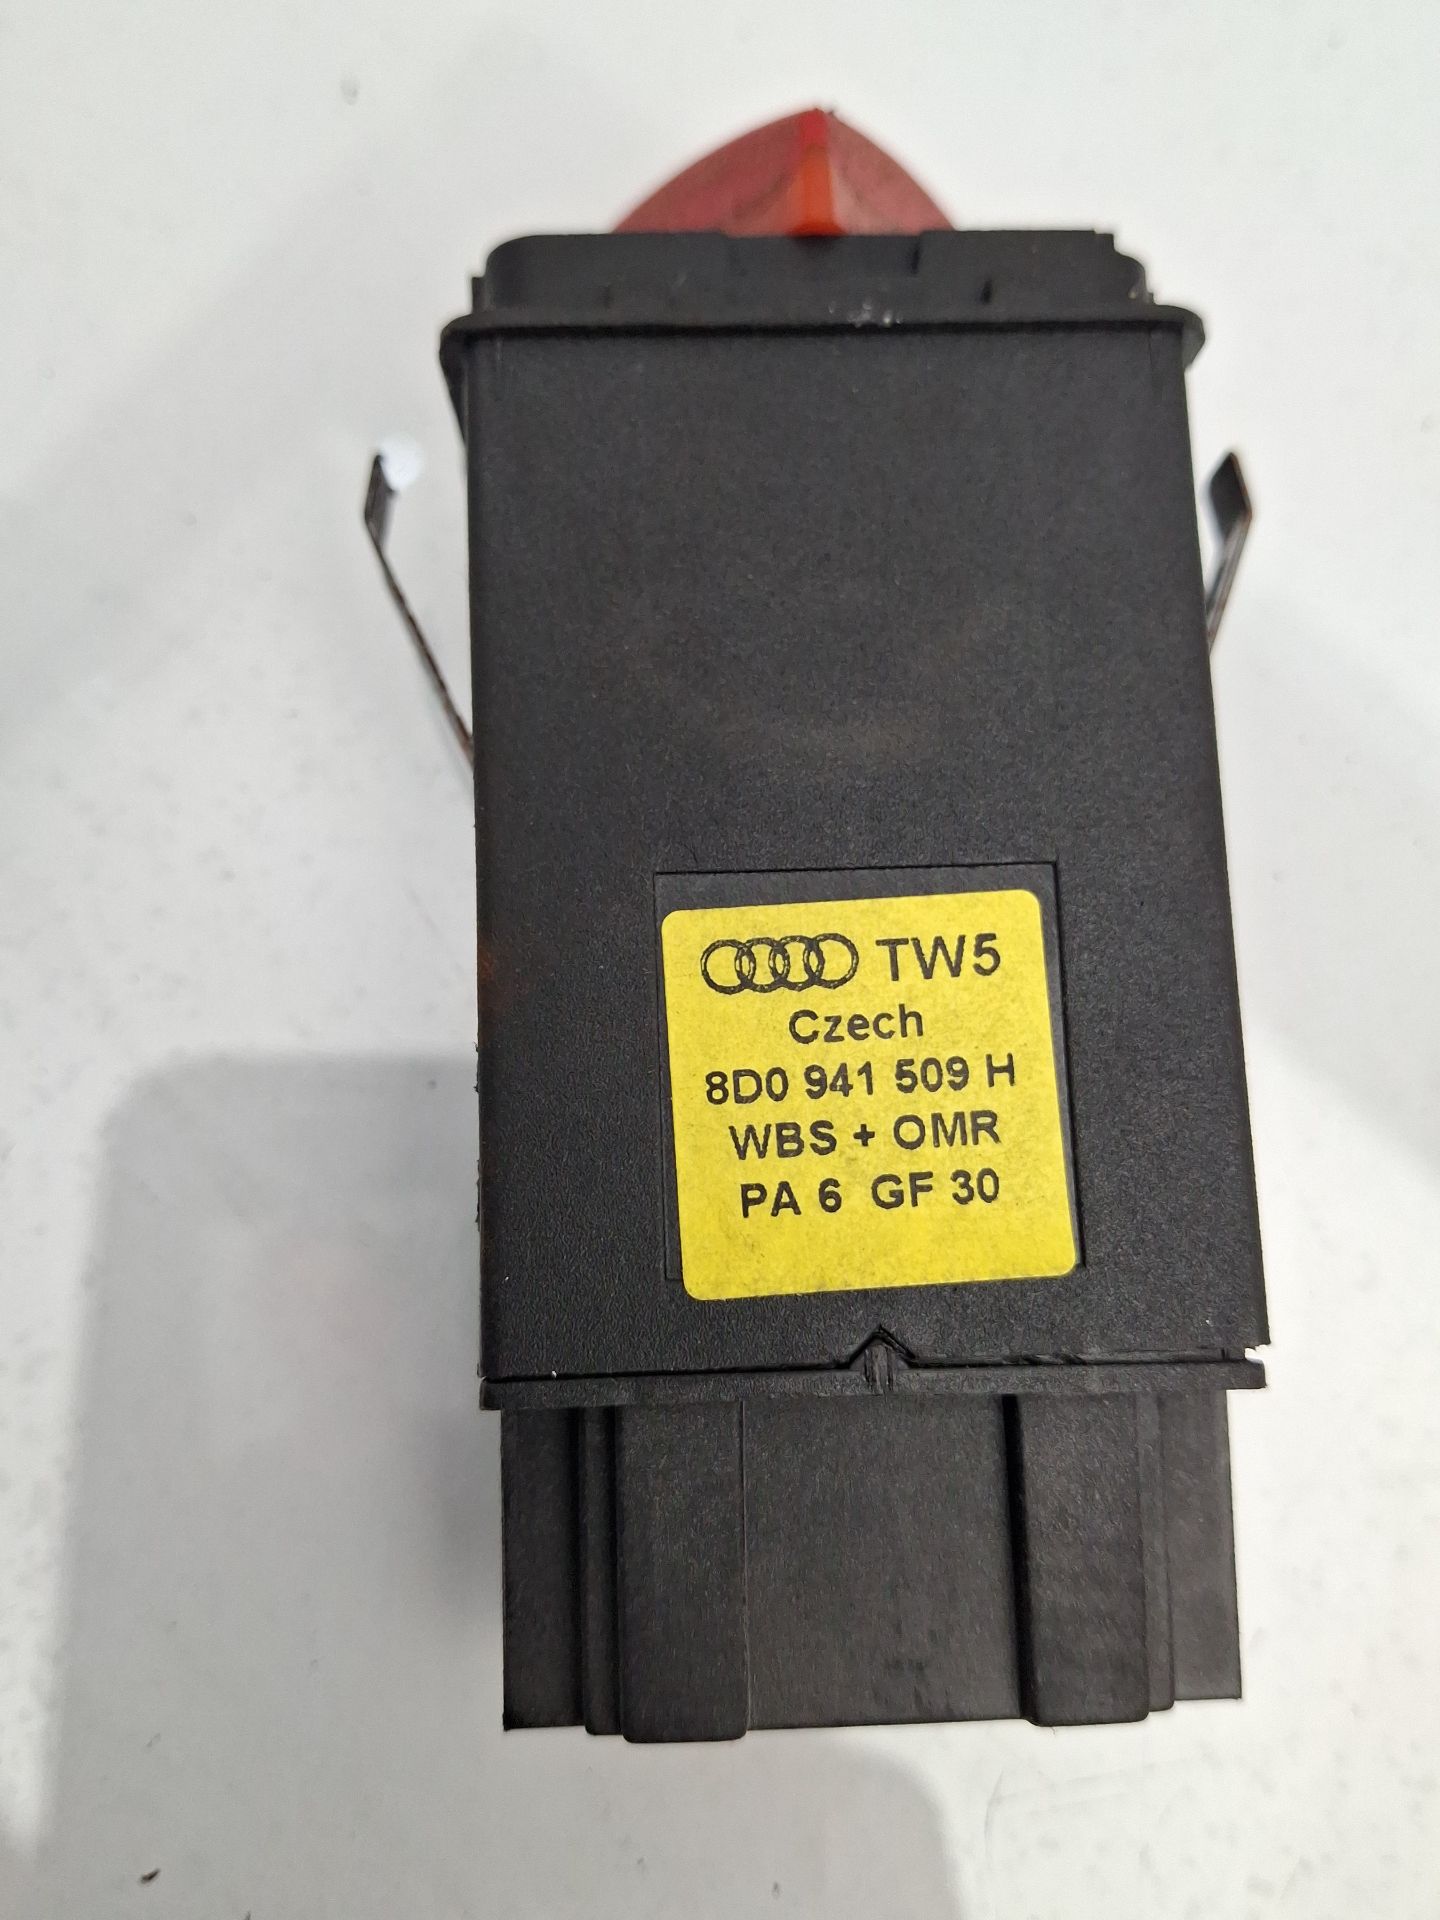 TW5
Czech
8D0 941 509 H
WBS + OMR
PA 6 GF 30